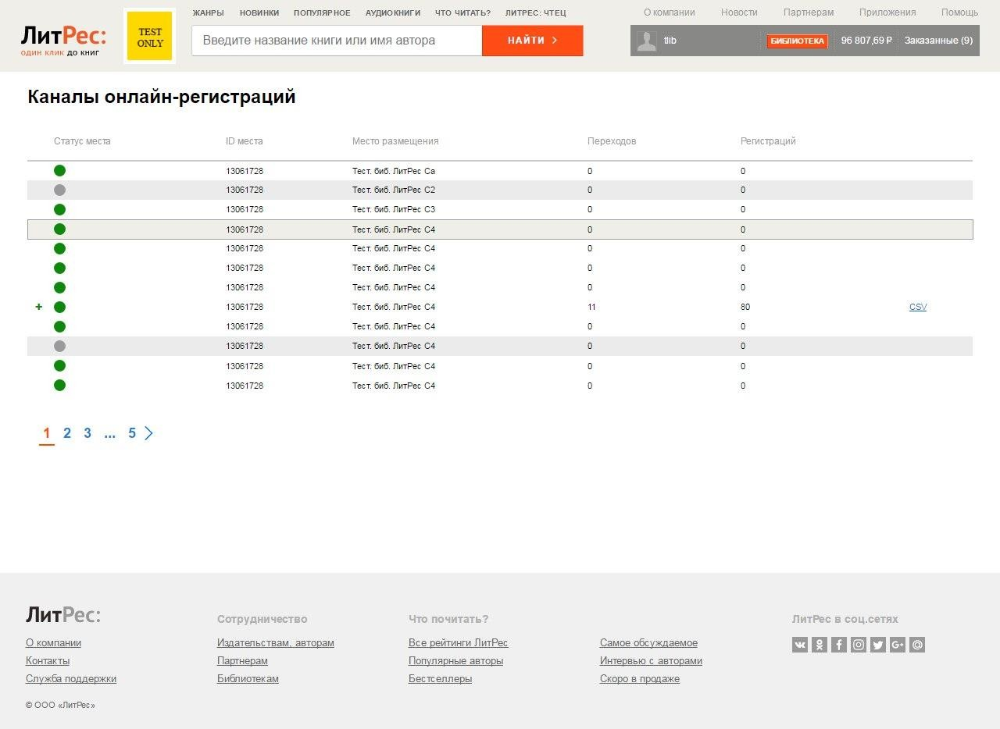 ЖАНРЫ НОВИНКИ ПОПУЛЯРНОЕ АУДИОКНИГИ ЧТО ЧИТАТЬ? ЛИТРЕС: ЧТЕЦ
О компании Новости Партнерам Приложения Помощь
ЛитРес:
один клик до книг
TEST
ONLY
Введите название книги или имя автора
НАЙТИ >
tlib БИБЛИОТЕКА 96 807,69 ₽ Заказанные (9)
Каналы онлайн-регистраций
Статус места ID места Место размещения Переходов Регистраций
13061728 Тест. биб. ЛитРес Са 0 0
13061728 Тест. биб. ЛитРес С2 0 0
13061728 Тест. биб. ЛитРес С3 0 0
13061728 Тест. биб. ЛитРес С4 0 0
13061728 Тест. биб. ЛитРес С4 0 0
13061728 Тест. биб. ЛитРес С4 0 0
13061728 Тест. биб. ЛитРес С4 0 0
+ 13061728 Тест. биб. ЛитРес С4 11 80 CSV
13061728 Тест. биб. ЛитРес С4 0 0
13061728 Тест. биб. ЛитРес С4 0 0
13061728 Тест. биб. ЛитРес С4 0 0
13061728 Тест. биб. ЛитРес С4 0 0
1 2 3 ... 5
ЛитРес:
О компании
Контакты
Служба поддержки
© ООО «ЛитРес»
Сотрудничество
Издательствам, авторам
Партнерам
Библиотекам
Что почитать?
Все рейтинги ЛитРес
Популярные авторы
Бестселлеры
Самое обсуждаемое
Интервью с авторами
Скоро в продаже
ЛитРес в соц.сетях